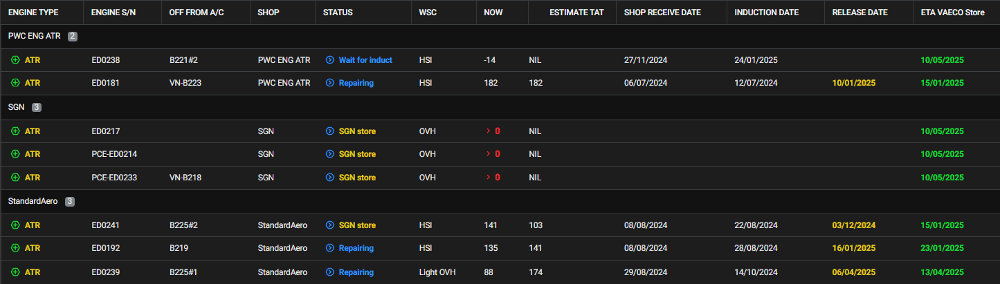 ENGINE TYPE ENGINE S/N OFF FROM A/C SHOP STATUS WSC NOW ESTIMATE TAT SHOP RECEIVE DATE INDUCTION DATE RELEASE DATE ETA VAECO Store
PWC ENG ATR 2
ATR ED0238 B221#2 PWC ENG ATR Wait for induct HSI -14 NIL 27/11/2024 24/01/2025 10/05/2025
ATR ED0181 VN-B223 PWC ENG ATR Repairing HSI 182 182 06/07/2024 12/07/2024 10/01/2025 15/01/2025
SGN 3
ATR ED0217 SGN SGN store OVH > 0 NIL 10/05/2025
ATR PCE-ED0214 SGN SGN store OVH > 0 NIL 10/05/2025
ATR PCE-ED0233 VN-B218 SGN SGN store OVH > 0 NIL 10/05/2025
StandardAero 3
ATR ED0241 B225#2 StandardAero SGN store HSI 141 103 08/08/2024 22/08/2024 03/12/2024 15/01/2025
ATR ED0192 B219 StandardAero Repairing HSI 135 141 08/08/2024 28/08/2024 16/01/2025 23/01/2025
ATR ED0239 B225#1 StandardAero Repairing Light OVH 88 174 29/08/2024 14/10/2024 06/04/2025 13/04/2025